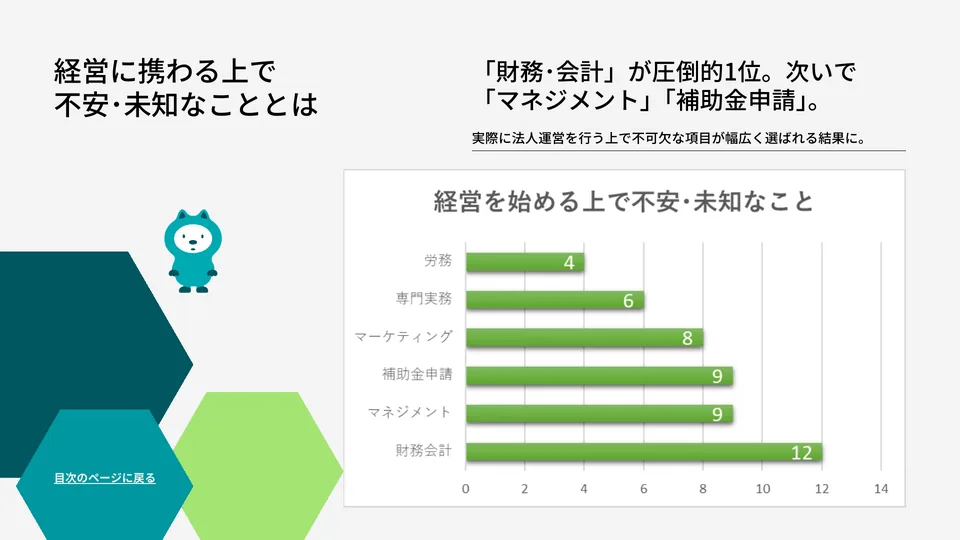 経営に携わる上で
不安･未知なこととは
「財務･会計」が圧倒的1位。次いで
「マネジメント」「補助金申請」。
実際に法人運営を行う上で不可欠な項目が幅広く選ばれる結果に。
経営を始める上で不安･未知なこと
労務
4
専門実務
6
マーケティング
8
補助金申請
9
マネジメント
9
財務会計
12
0 2 4 6 8 10 12 14
目次のページに戻る